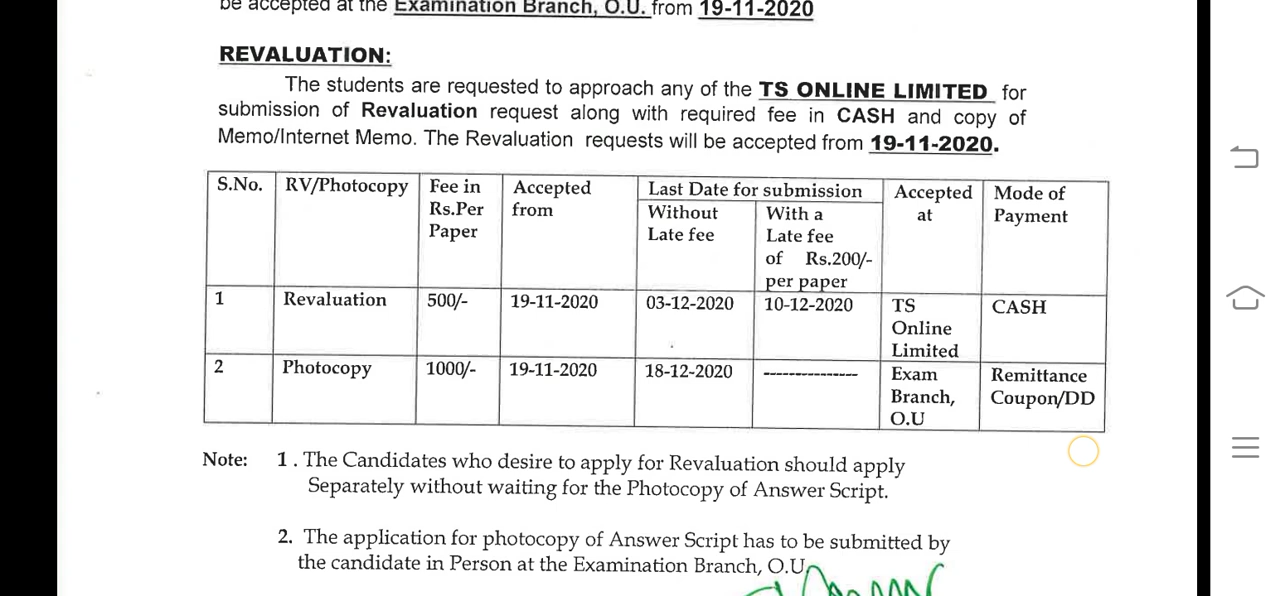 be accepted at the Examination Branch, O.U. from 19-11-2020
REVALUATION:
The students are requested to approach any of the TS ONLINE LIMITED for
submission of Revaluation request along with required fee in CASH and copy of
Memo/Internet Memo. The Revaluation requests will be accepted from 19-11-2020.
S.No. RV/Photocopy Fee in Rs.Per Paper Accepted from Last Date for submission Without Late fee With a Late fee of Rs.200/- per paper Accepted at Mode of Payment
1 Revaluation 500/- 19-11-2020 03-12-2020 10-12-2020 TS Online Limited CASH
2 Photocopy 1000/- 19-11-2020 18-12-2020 --------------- Exam Branch, O.U Remittance Coupon/DD
Note: 1. The Candidates who desire to apply for Revaluation should apply
Separately without waiting for the Photocopy of Answer Script.
2. The application for photocopy of Answer Script has to be submitted by
the candidate in Person at the Examination Branch, O.U